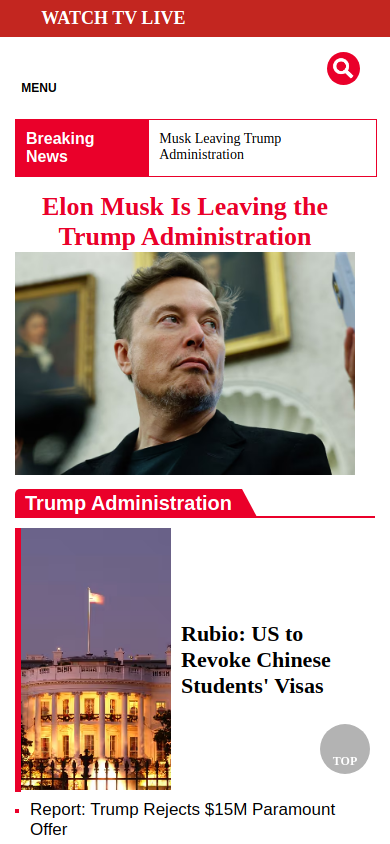 WATCH TV LIVE
MENU
Breaking
News
Musk Leaving Trump
Administration
Elon Musk Is Leaving the
Trump Administration
Trump Administration
Rubio: US to
Revoke Chinese
Students' Visas
TOP
Report: Trump Rejects $15M Paramount
Offer